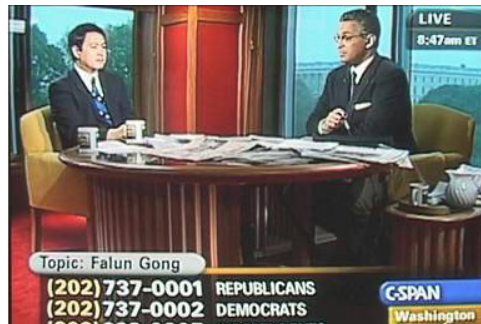 LIVE
8:47am ET
Topic: Falun Gong
(202)737-0001 REPUBLICANS
(202)737-0002 DEMOCRATS
C-SPAN
Washington